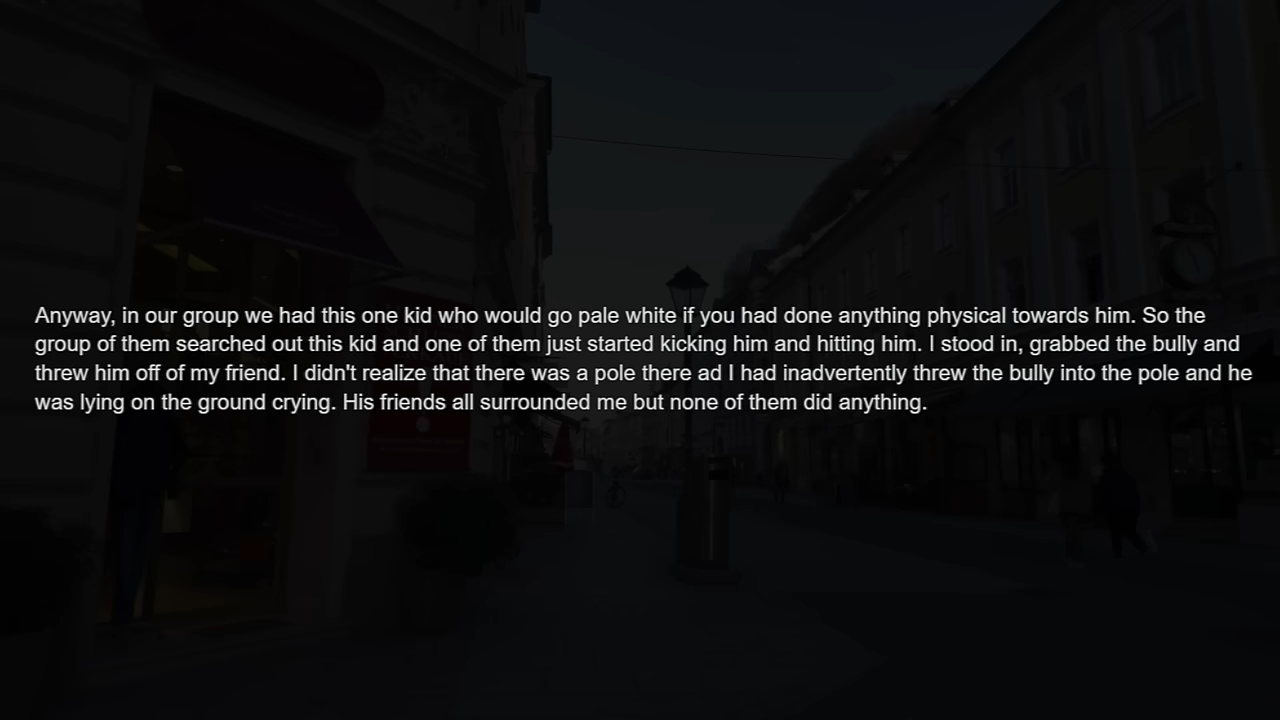 Anyway, in our group we had this one kid who would go pale white if you had done anything physical towards him. So the
group of them searched out this kid and one of them just started kicking him and hitting him. I stood in, grabbed the bully and
threw him off of my friend. I didn't realize that there was a pole there ad I had inadvertently threw the bully into the pole and he
was lying on the ground crying. His friends all surrounded me but none of them did anything.